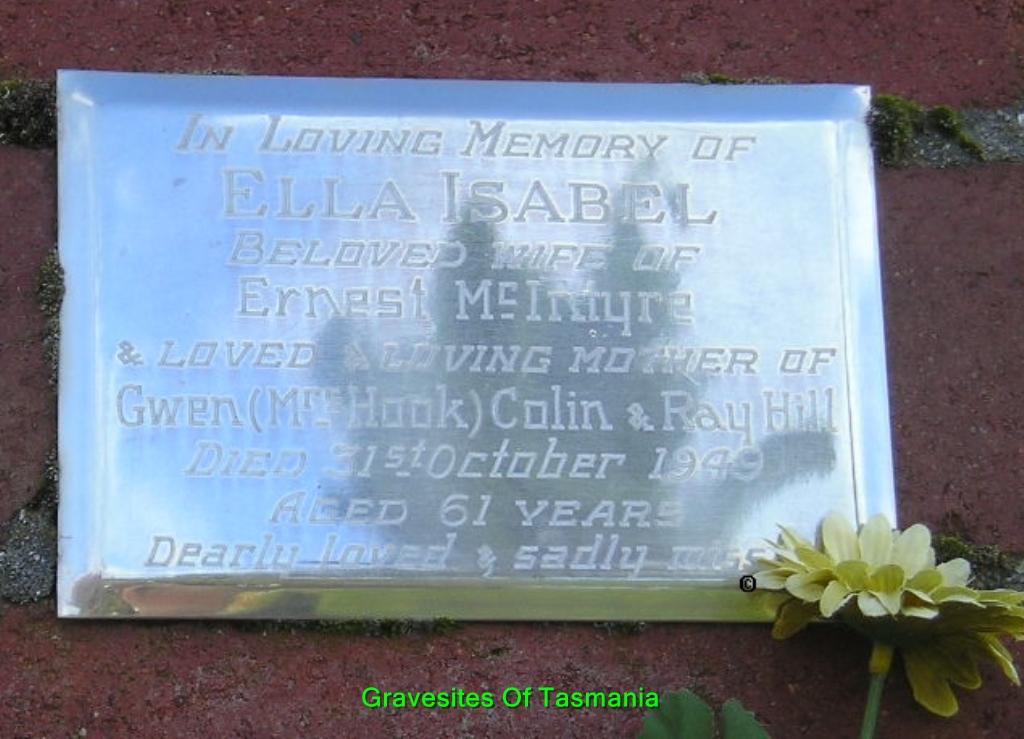 In Loving Memory of
Ella Isabel
Beloved wife of
Ernest McIntyre
& loved & loving mother of
Gwen (Mrs Hook) Colin & Ray Hill
Died 31st October 1949
Aged 61 years
Dearly loved & sadly
©
Gravesites Of Tasmania